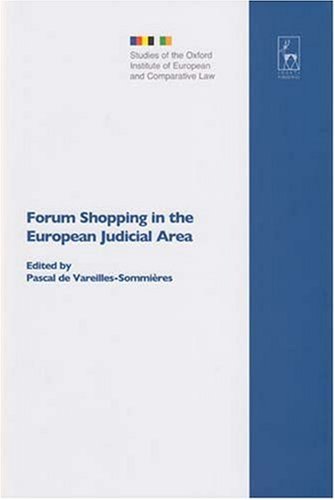 Studies of the Oxford
Institute of European
and Comparative Law
Forum Shopping in the
European Judicial Area
Edited by
Pascal de Vareilles-Sommières